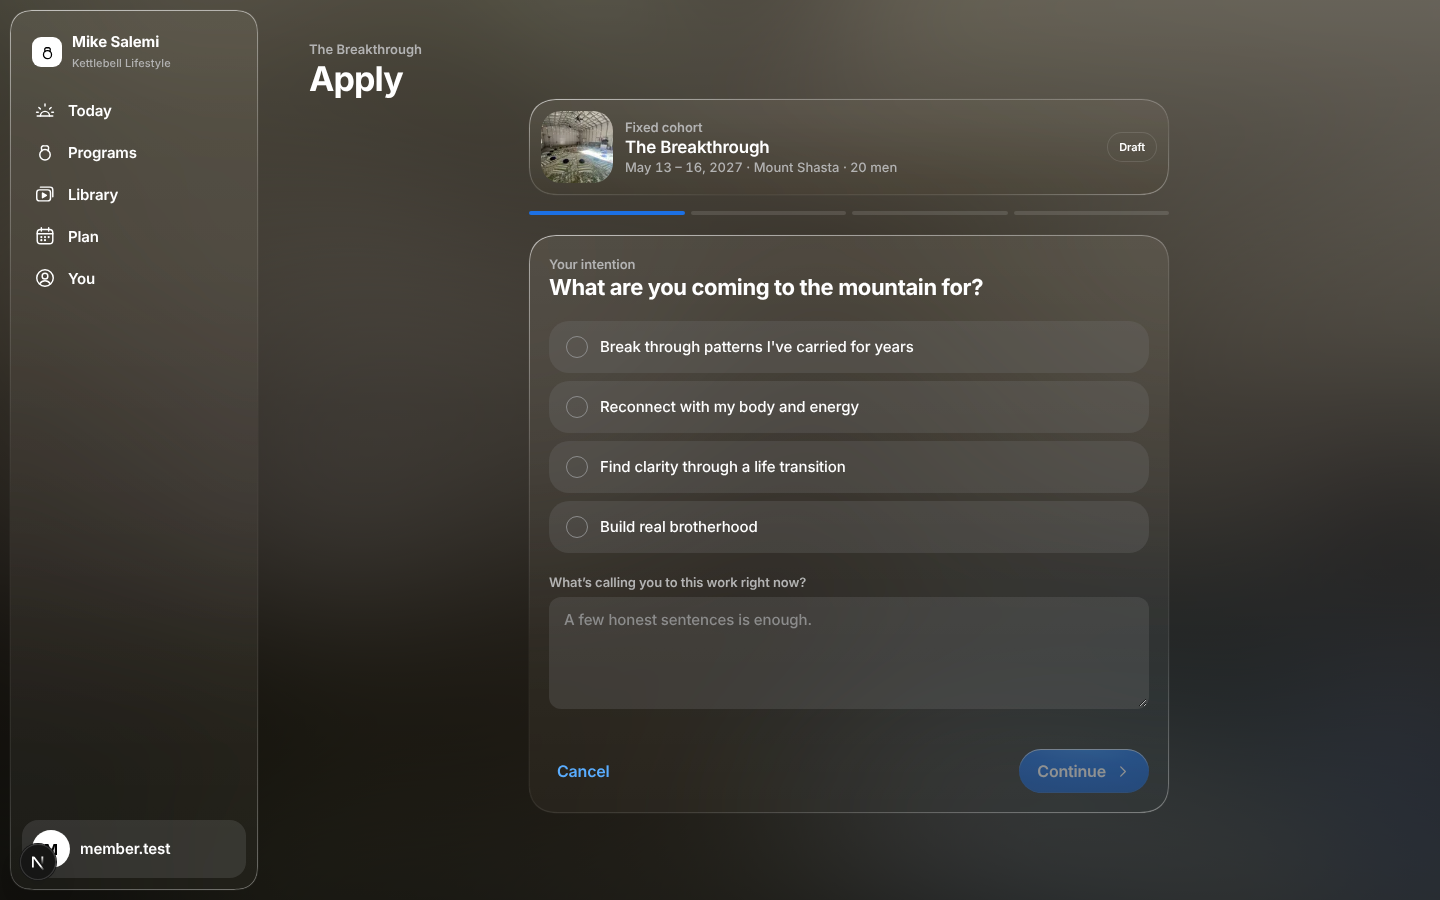 Mike Salemi
Kettlebell Lifestyle
Today
Programs
Library
Plan
You
member.test
The Breakthrough
Apply
Fixed cohort
The Breakthrough
May 13 – 16, 2027 · Mount Shasta · 20 men
Draft
Your intention
What are you coming to the mountain for?
Break through patterns I've carried for years
Reconnect with my body and energy
Find clarity through a life transition
Build real brotherhood
What's calling you to this work right now?
A few honest sentences is enough.
Cancel
Continue